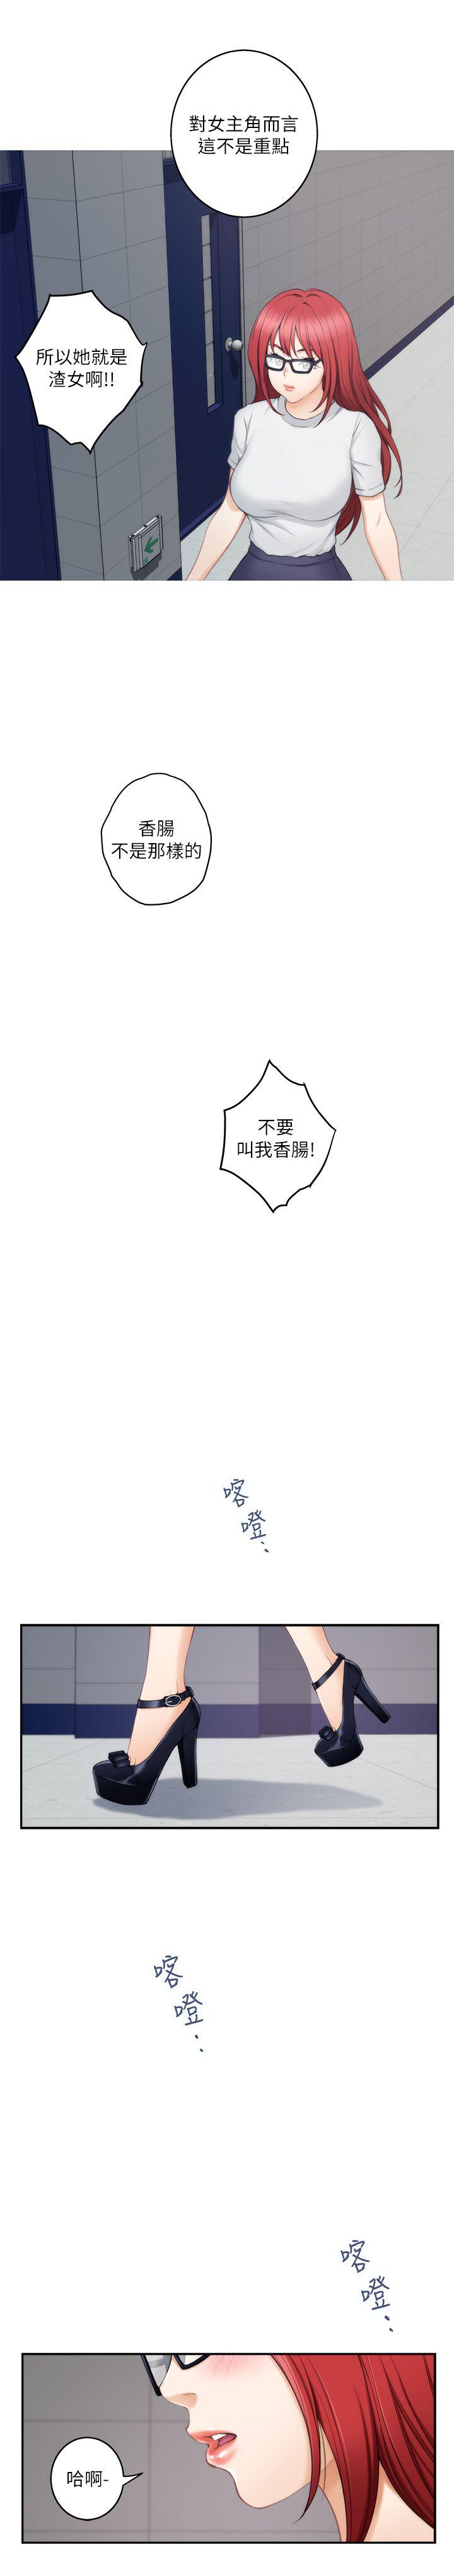 對女主角而言
這不是重點
所以她就是
渣女啊!!
香腸
不是那樣的
不要
叫我香腸!
喀
噔..
喀
噔..
喀
噔..
哈啊-